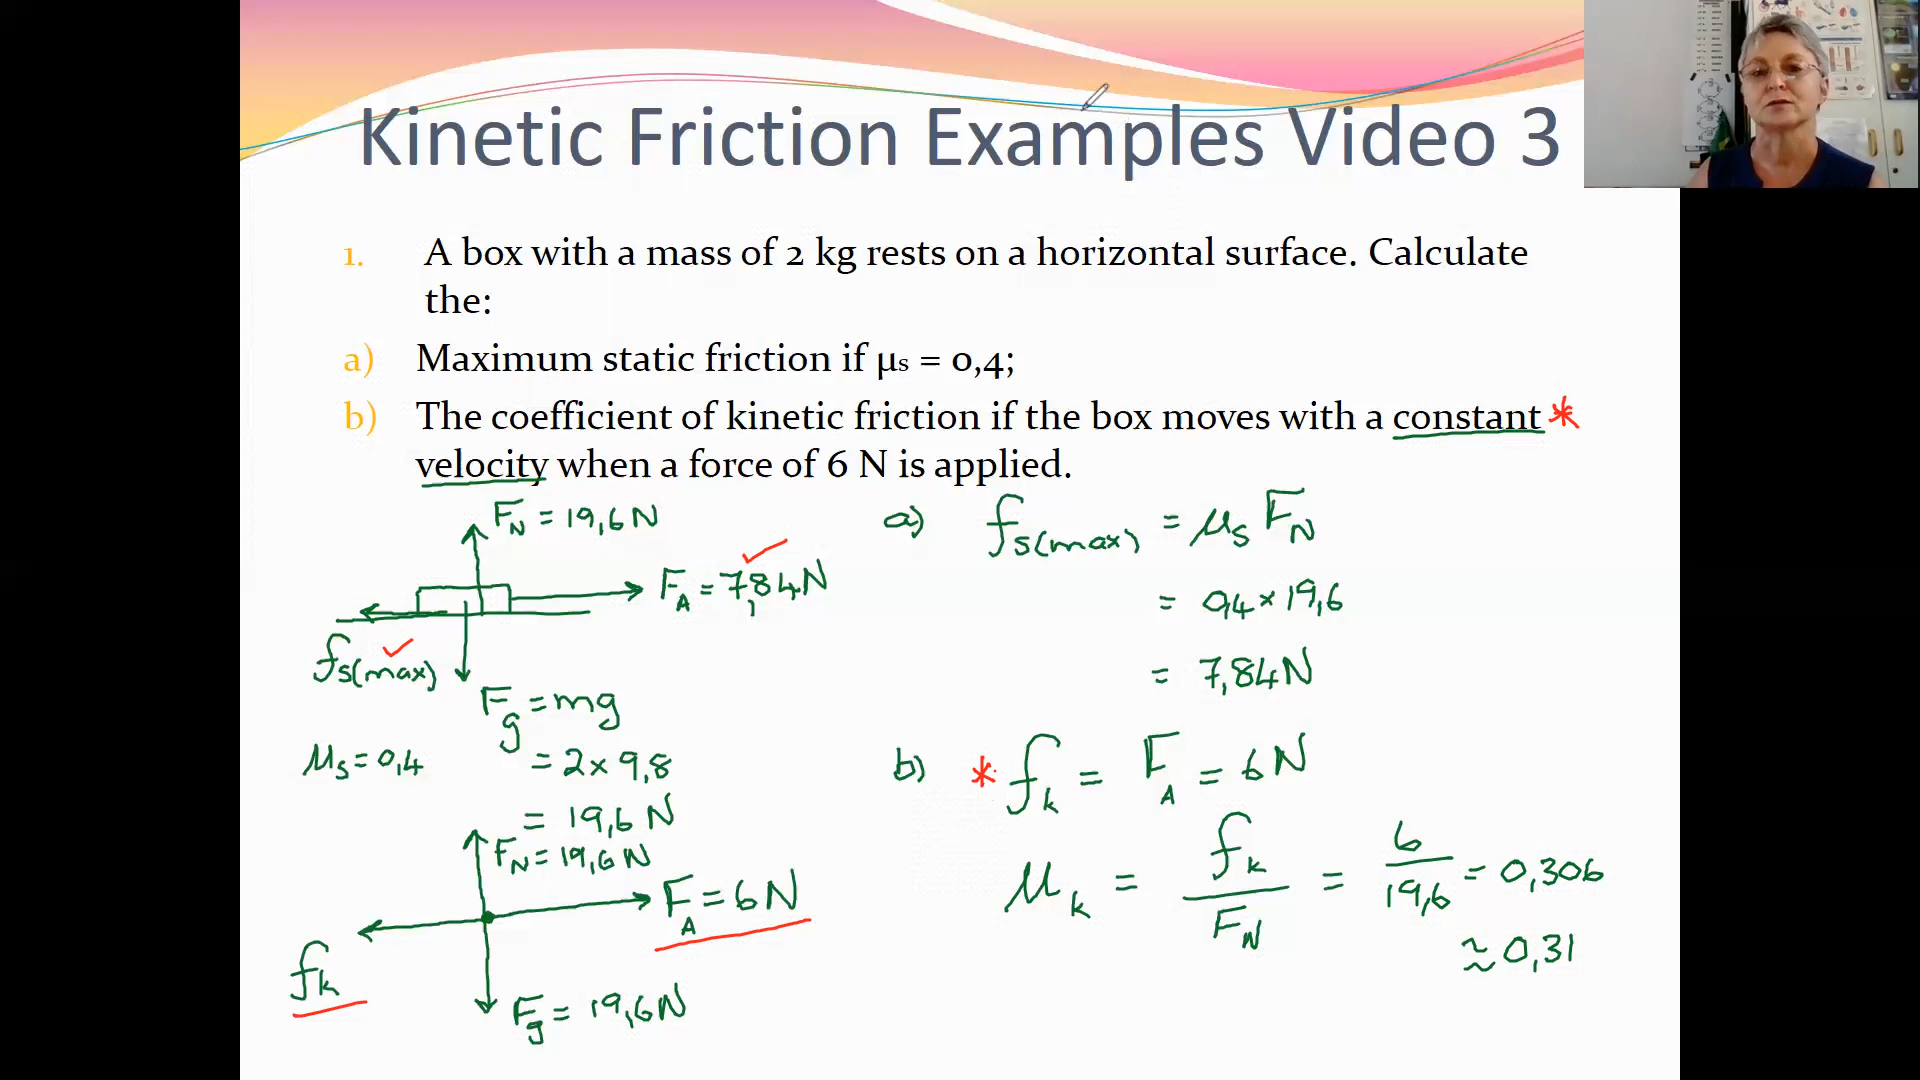 Kinetic Friction Examples Video 3
1. A box with a mass of 2 kg rests on a horizontal surface. Calculate
the:
a) Maximum static friction if μs = 0,4;
b) The coefficient of kinetic friction if the box moves with a constant *
velocity when a force of 6 N is applied.
FN = 19,6 N
FA = 7,84 N
fs(max)
Fg = mg
= 2 × 9,8
= 19,6 N
μs = 0,4
FN = 19,6 N
FA = 6 N
fk
Fg = 19,6 N
a) fs(max) = μs FN
= 0,4 × 19,6
= 7,84 N
b) * fk = FA = 6 N
μk = fk / FN = 6 / 19,6 = 0,306
≈ 0,31